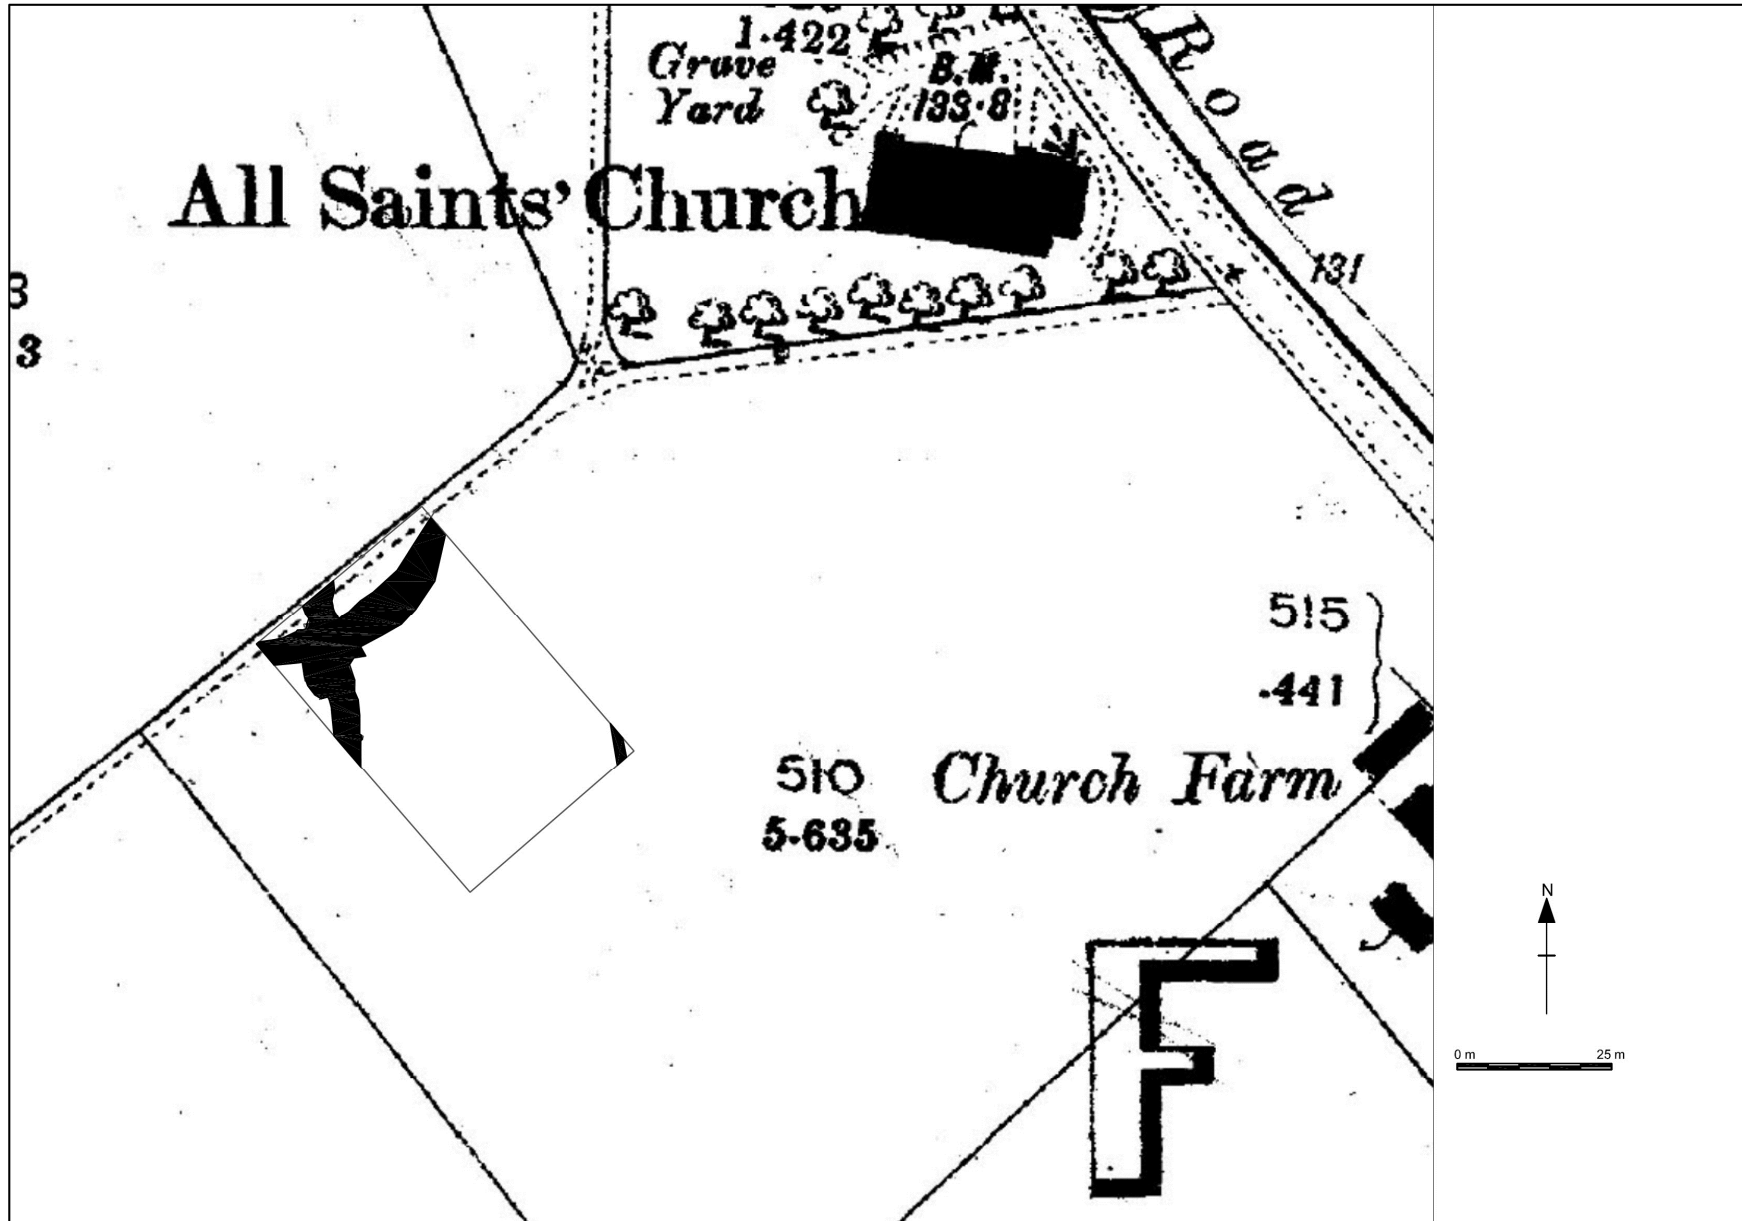 1.422
Grave
Yard
B.M.
133.8
Road
All Saints' Church
131
3
3
515
.441
510
5.635
Church Farm
F
N
0 m
25 m